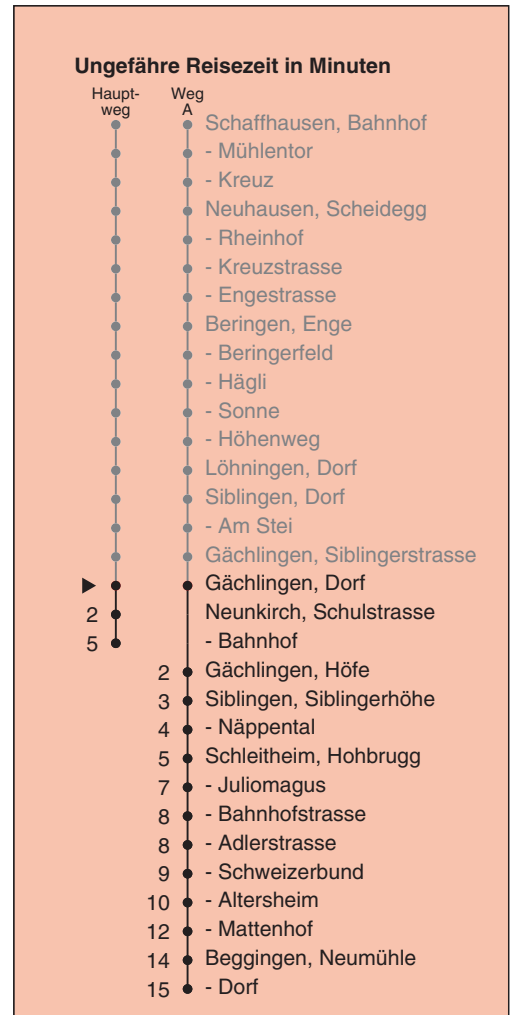 Ungefähre Reisezeit in Minuten
Haupt- Weg
weg A
Schaffhausen, Bahnhof
- Mühlentor
- Kreuz
Neuhausen, Scheidegg
- Rheinhof
- Kreuzstrasse
- Engestrasse
Beringen, Enge
- Beringerfeld
- Hägli
- Sonne
- Höhenweg
Löhningen, Dorf
Siblingen, Dorf
- Am Stei
Gächlingen, Siblingerstrasse
Gächlingen, Dorf
2 Neunkirch, Schulstrasse
5 - Bahnhof
2 Gächlingen, Höfe
3 Siblingen, Siblingerhöhe
4 - Näppental
5 Schleitheim, Hohbrugg
7 - Juliomagus
8 - Bahnhofstrasse
8 - Adlerstrasse
9 - Schweizerbund
10 - Altersheim
12 - Mattenhof
14 Beggingen, Neumühle
15 - Dorf